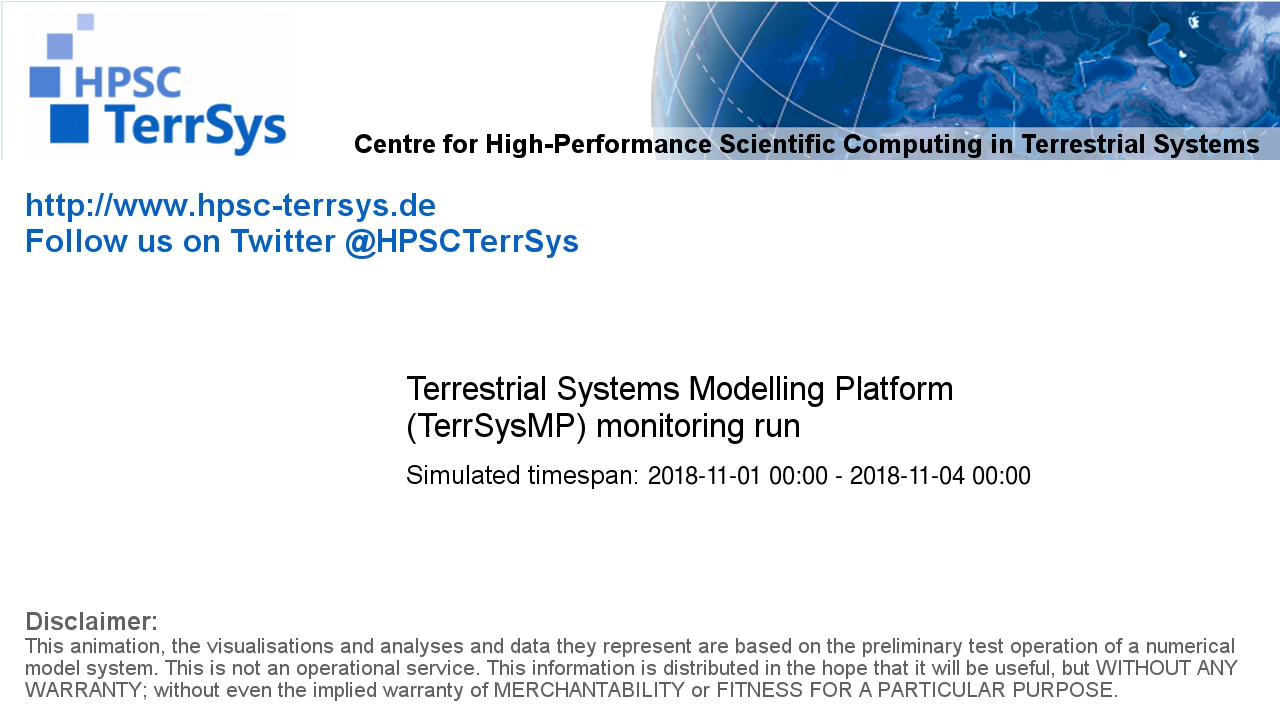 HPSC
TerrSys
Centre for High-Performance Scientific Computing in Terrestrial Systems
http://www.hpsc-terrsys.de
Follow us on Twitter @HPSCTerrSys
Terrestrial Systems Modelling Platform
(TerrSysMP) monitoring run
Simulated timespan: 2018-11-01 00:00 - 2018-11-04 00:00
Disclaimer:
This animation, the visualisations and analyses and data they represent are based on the preliminary test operation of a numerical
model system. This is not an operational service. This information is distributed in the hope that it will be useful, but WITHOUT ANY
WARRANTY; without even the implied warranty of MERCHANTABILITY or FITNESS FOR A PARTICULAR PURPOSE.